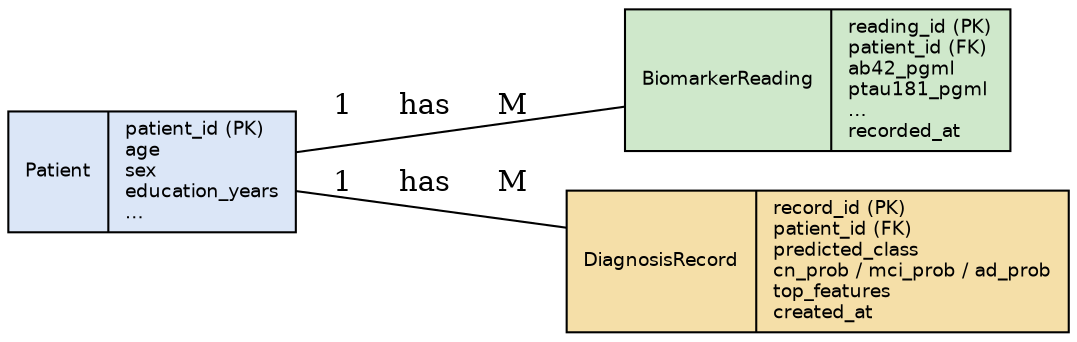 Patient
patient_id (PK)
age
sex
education_years
...
1 has M
1 has M
BiomarkerReading
reading_id (PK)
patient_id (FK)
ab42_pgml
ptau181_pgml
...
recorded_at
DiagnosisRecord
record_id (PK)
patient_id (FK)
predicted_class
cn_prob / mci_prob / ad_prob
top_features
created_at